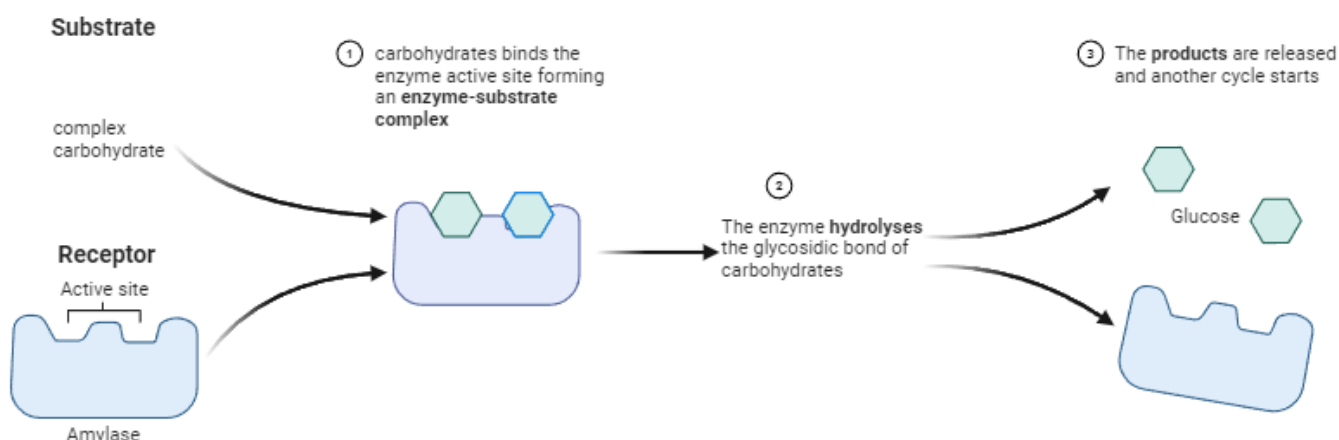 Substrate
complex
carbohydrate
Receptor
Active site
Amylase
1
carbohydrates binds the
enzyme active site forming
an enzyme-substrate
complex
2
The enzyme hydrolyses
the glycosidic bond of
carbohydrates
3
The products are released
and another cycle starts
Glucose